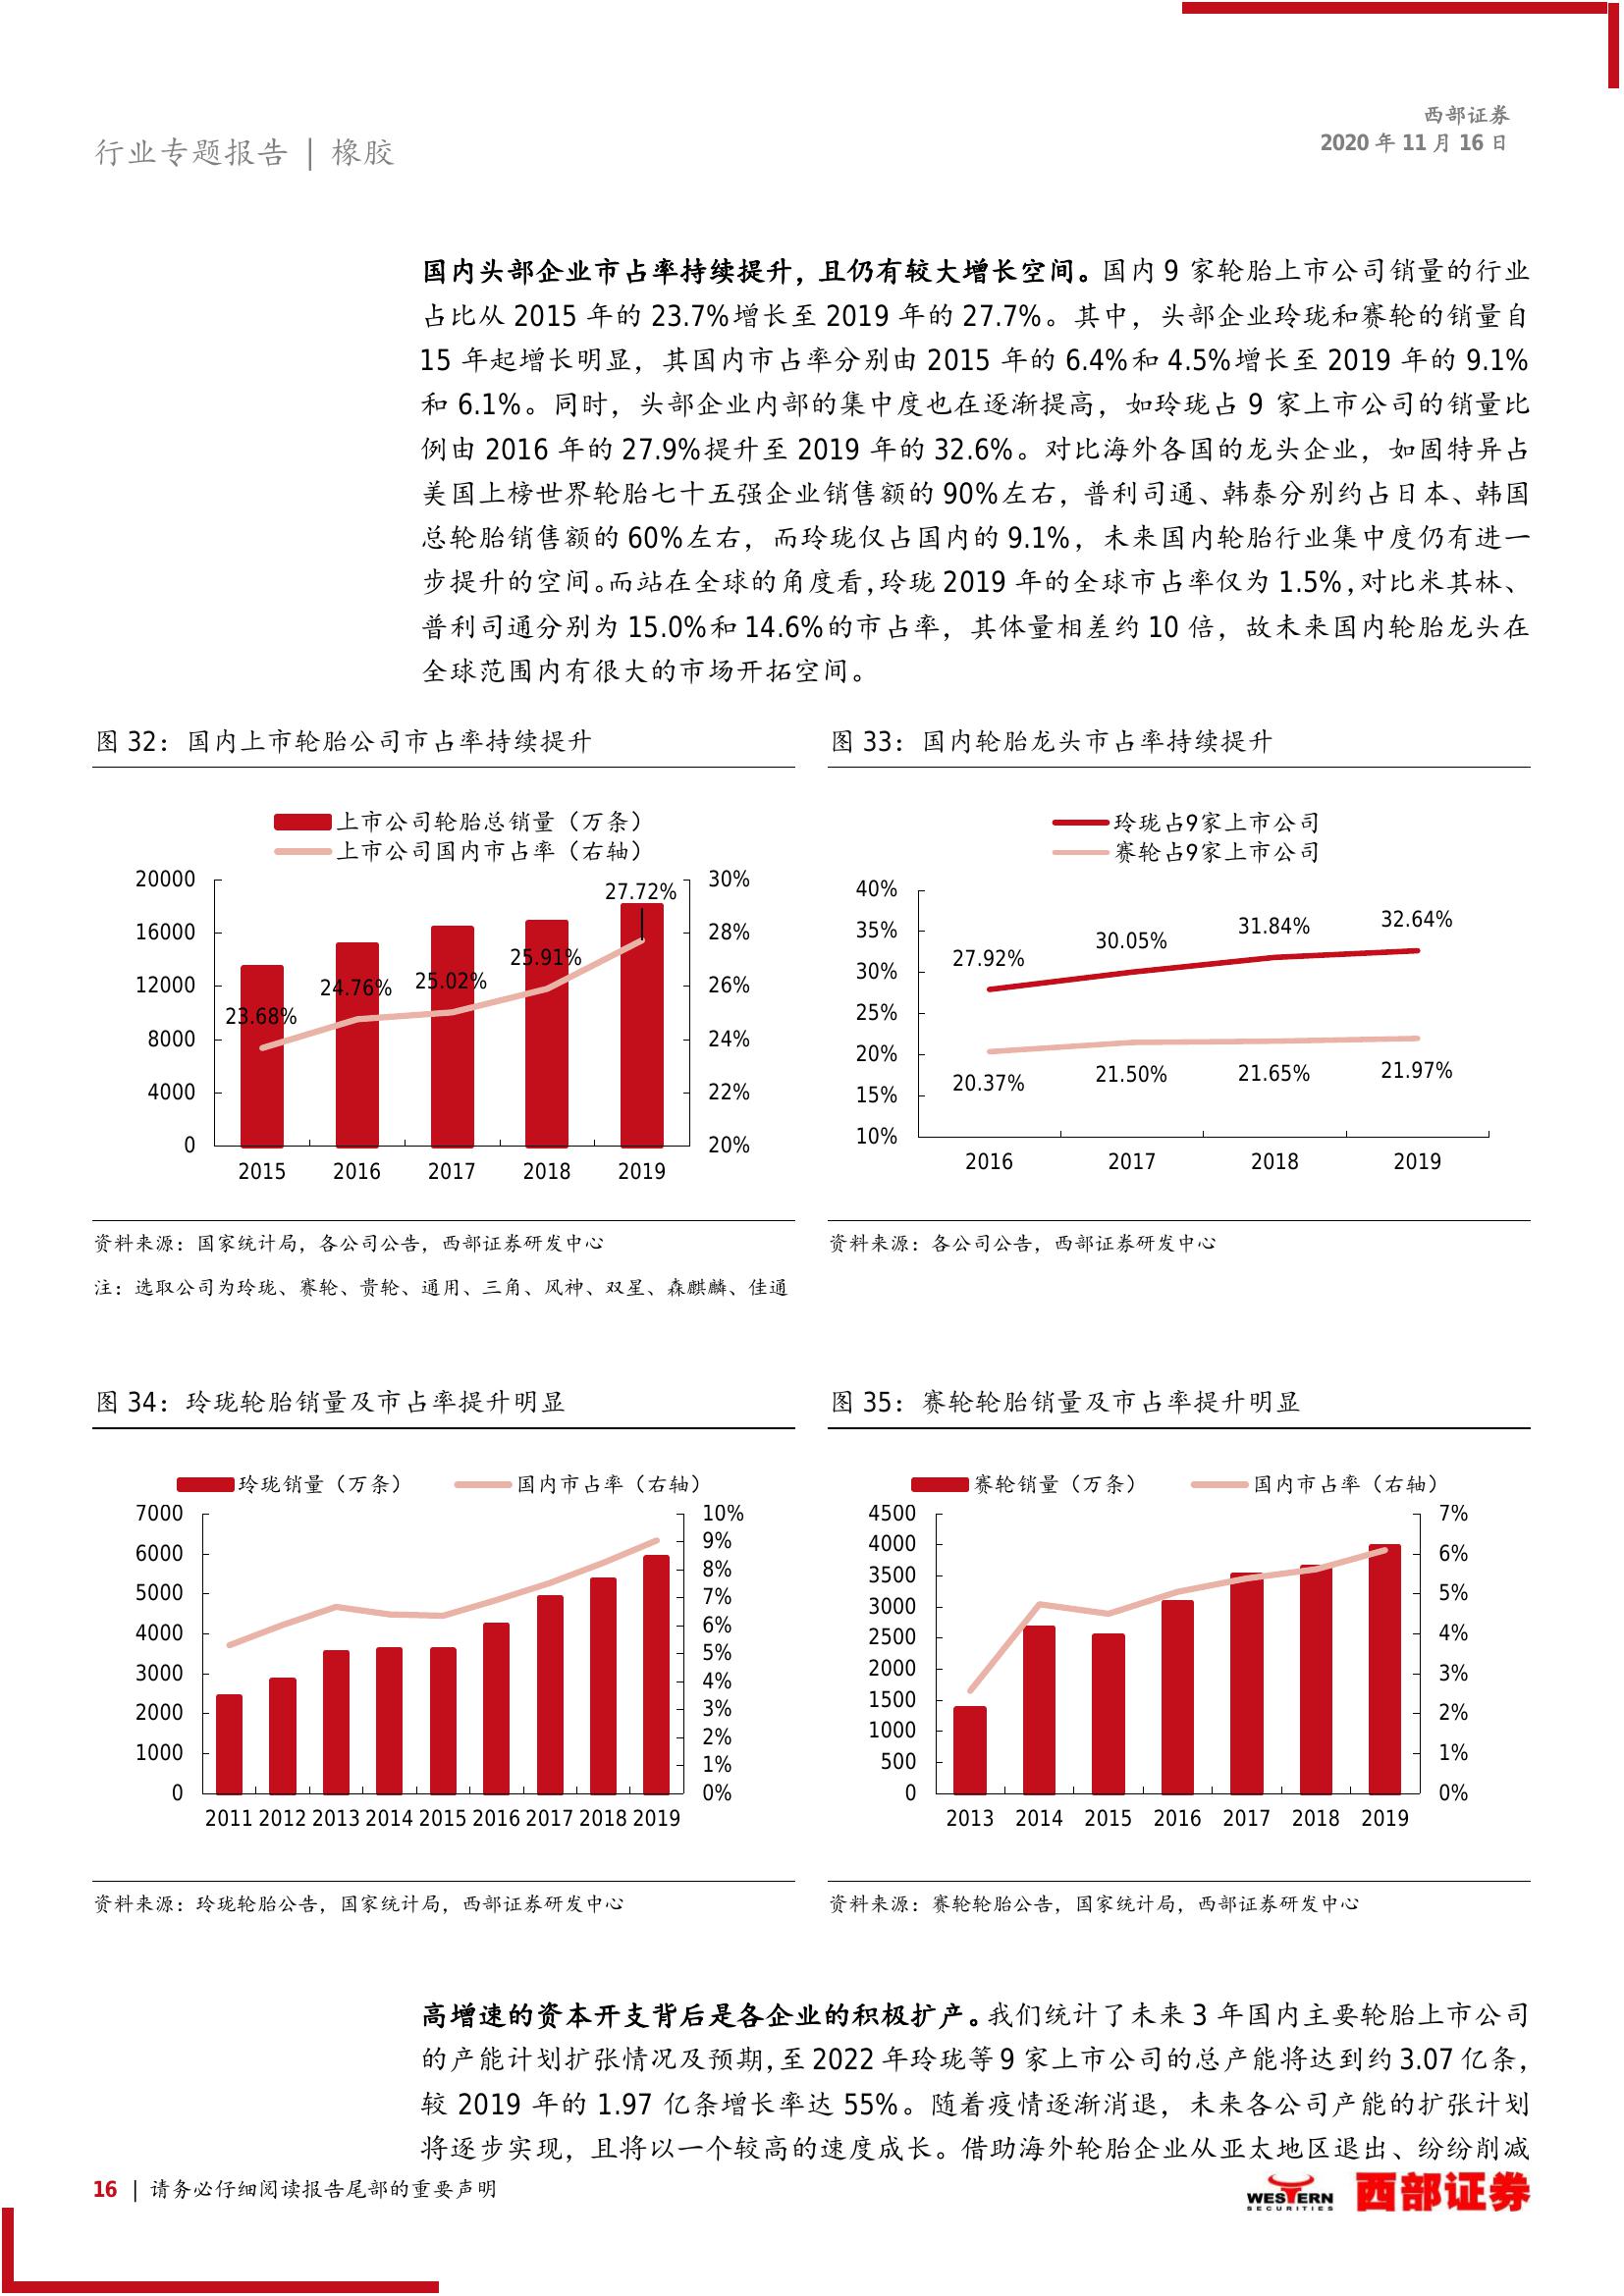 西部证券
2020 年 11 月 16 日
行业专题报告 | 橡胶
国内头部企业市占率持续提升，且仍有较大增长空间。国内 9 家轮胎上市公司销量的行业
占比从 2015 年的 23.7%增长至 2019 年的 27.7%。其中，头部企业玲珑和赛轮的销量自
15 年起增长明显，其国内市占率分别由 2015 年的 6.4%和 4.5%增长至 2019 年的 9.1%
和 6.1%。同时，头部企业内部的集中度也在逐渐提高，如玲珑占 9 家上市公司的销量比
例由 2016 年的 27.9%提升至 2019 年的 32.6%。对比海外各国的龙头企业，如固特异占
美国上榜世界轮胎七十五强企业销售额的 90%左右，普利司通、韩泰分别约占日本、韩国
总轮胎销售额的 60%左右，而玲珑仅占国内的 9.1%，未来国内轮胎行业集中度仍有进一
步提升的空间。而站在全球的角度看，玲珑 2019 年的全球市占率仅为 1.5%，对比米其林、
普利司通分别为 15.0%和 14.6%的市占率，其体量相差约 10 倍，故未来国内轮胎龙头在
全球范围内有很大的市场开拓空间。
图 32：国内上市轮胎公司市占率持续提升
上市公司轮胎总销量（万条）
上市公司国内市占率（右轴）
20000
16000
12000
8000
4000
0
30%
28%
26%
24%
22%
20%
23.68%
24.76%
25.02%
25.91%
27.72%
2015 2016 2017 2018 2019
资料来源：国家统计局，各公司公告，西部证券研发中心
注：选取公司为玲珑、赛轮、贵轮、通用、三角、风神、双星、森麒麟、佳通
图 33：国内轮胎龙头市占率持续提升
玲珑占9家上市公司
赛轮占9家上市公司
40%
35%
30%
25%
20%
15%
10%
27.92%
30.05%
31.84%
32.64%
20.37%
21.50%
21.65%
21.97%
2016 2017 2018 2019
资料来源：各公司公告，西部证券研发中心
图 34：玲珑轮胎销量及市占率提升明显
玲珑销量（万条） 国内市占率（右轴）
7000
6000
5000
4000
3000
2000
1000
0
10%
9%
8%
7%
6%
5%
4%
3%
2%
1%
0%
2011 2012 2013 2014 2015 2016 2017 2018 2019
资料来源：玲珑轮胎公告，国家统计局，西部证券研发中心
图 35：赛轮轮胎销量及市占率提升明显
赛轮销量（万条） 国内市占率（右轴）
4500
4000
3500
3000
2500
2000
1500
1000
500
0
7%
6%
5%
4%
3%
2%
1%
0%
2013 2014 2015 2016 2017 2018 2019
资料来源：赛轮轮胎公告，国家统计局，西部证券研发中心
高增速的资本开支背后是各企业的积极扩产。我们统计了未来 3 年国内主要轮胎上市公司
的产能计划扩张情况及预期，至 2022 年玲珑等 9 家上市公司的总产能将达到约 3.07 亿条，
较 2019 年的 1.97 亿条增长率达 55%。随着疫情逐渐消退，未来各公司产能的扩张计划
将逐步实现，且将以一个较高的速度成长。借助海外轮胎企业从亚太地区退出、纷纷削减
16 | 请务必仔细阅读报告尾部的重要声明
WESTERN
SECURITIES
西部证券